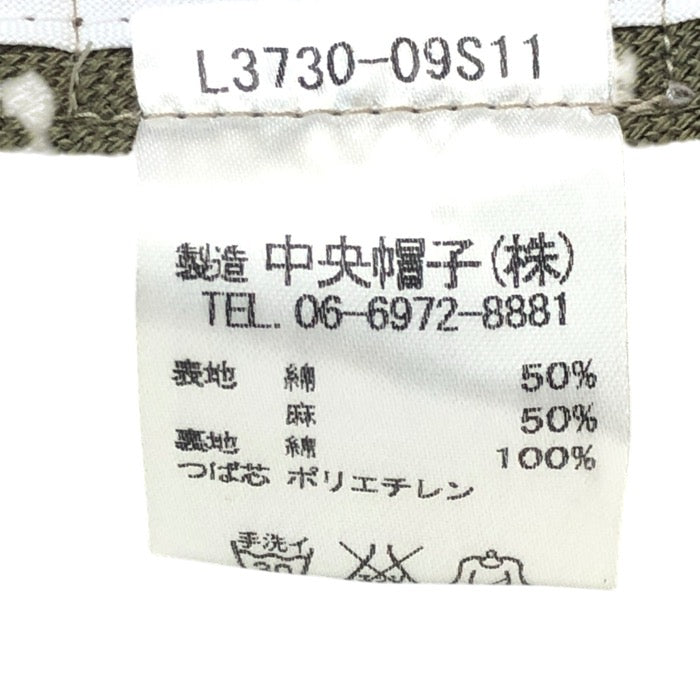 L3730-09S11
製造 中央帽子(株)
TEL. 06-6972-8881
表地 綿 50%
麻 50%
裏地 綿 100%
つば芯 ポリエチレン
手洗イ
30